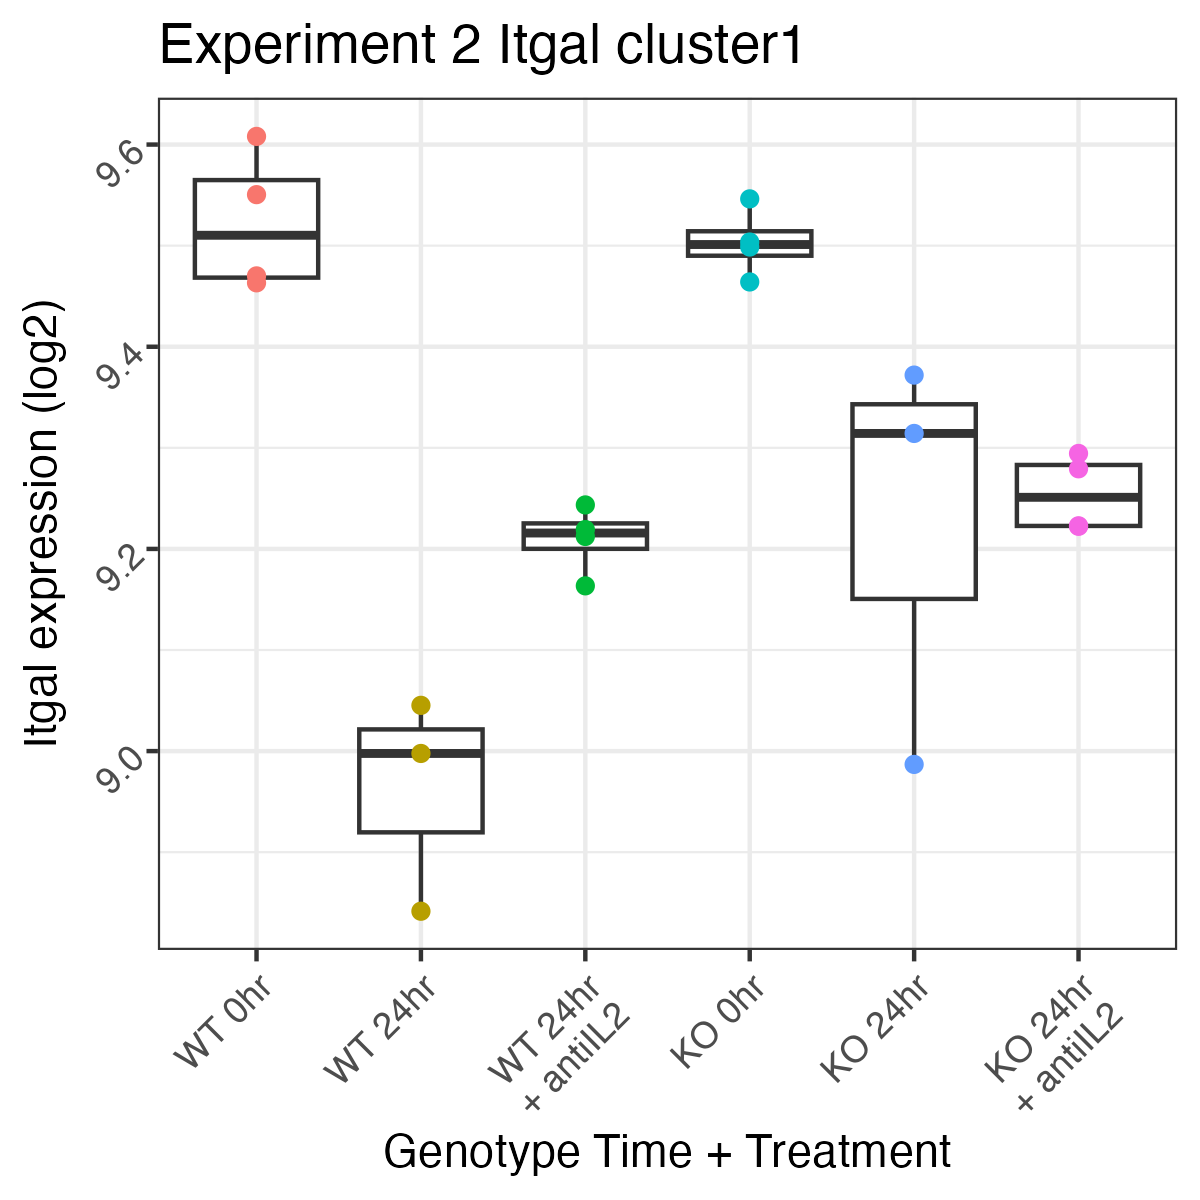 Experiment 2 Itgal cluster1
Itgal expression (log2)
9.6
9.4
9.2
9.0
WT 0hr
WT 24hr
WT 24hr
+ antiIL2
KO 0hr
KO 24hr
KO 24hr
+ antiIL2
Genotype Time + Treatment